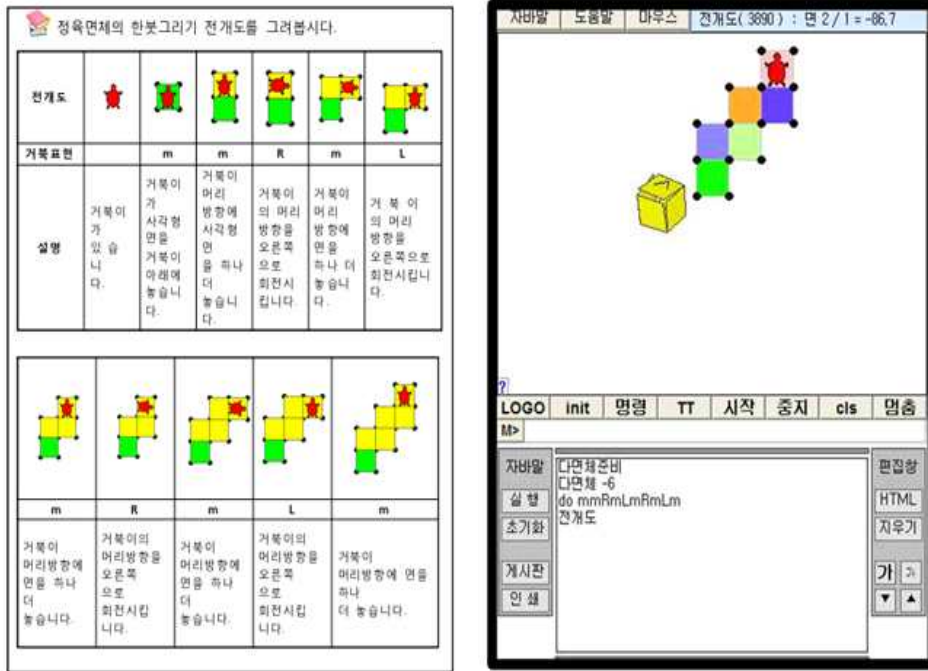 정육면체의 한붓그리기 전개도를 그려봅시다.
전개도
거북표현 m m R m L
설명
거북이
가
있 습
니
다.
거북이
가
사각형
면을
거북이
아래에
놓습니
다.
거북이
머리
방향에
사각형
면
을 하나
더
놓습니
다.
거북이
의 머리
방향을
오른쪽
으로
회전시
킵니다.
거북이
머리
방향에
면을
하나 더
놓습니
다.
거 북 이
의 머리
방향을
오른쪽으로
회전시킵니
다.
m R m L m
거북이
머리방향에
면을 하나
더
놓습니다.
거북이의
머리방향을
오른쪽
으로
회전시킵
니다.
거북이
머리방향에
면을 하나
더
놓습니다.
거북이의
머리방향을
오른쪽
으로
회전시킵
니다.
거북이
머리방향에 면을
하나
더 놓습니다.
자바말 도움말 마우스 전개도( 3890 ) : 면 2 / 1 = -86.7
?
LOGO init 명령 TT 시작 중지 cls 멈춤
M>
자바말
실 행
초기화
게시판
인 쇄
다면체준비
다면체 -6
do mmRmLmRmLm
전개도
편집창
HTML
지우기
가 가
▼ ▲